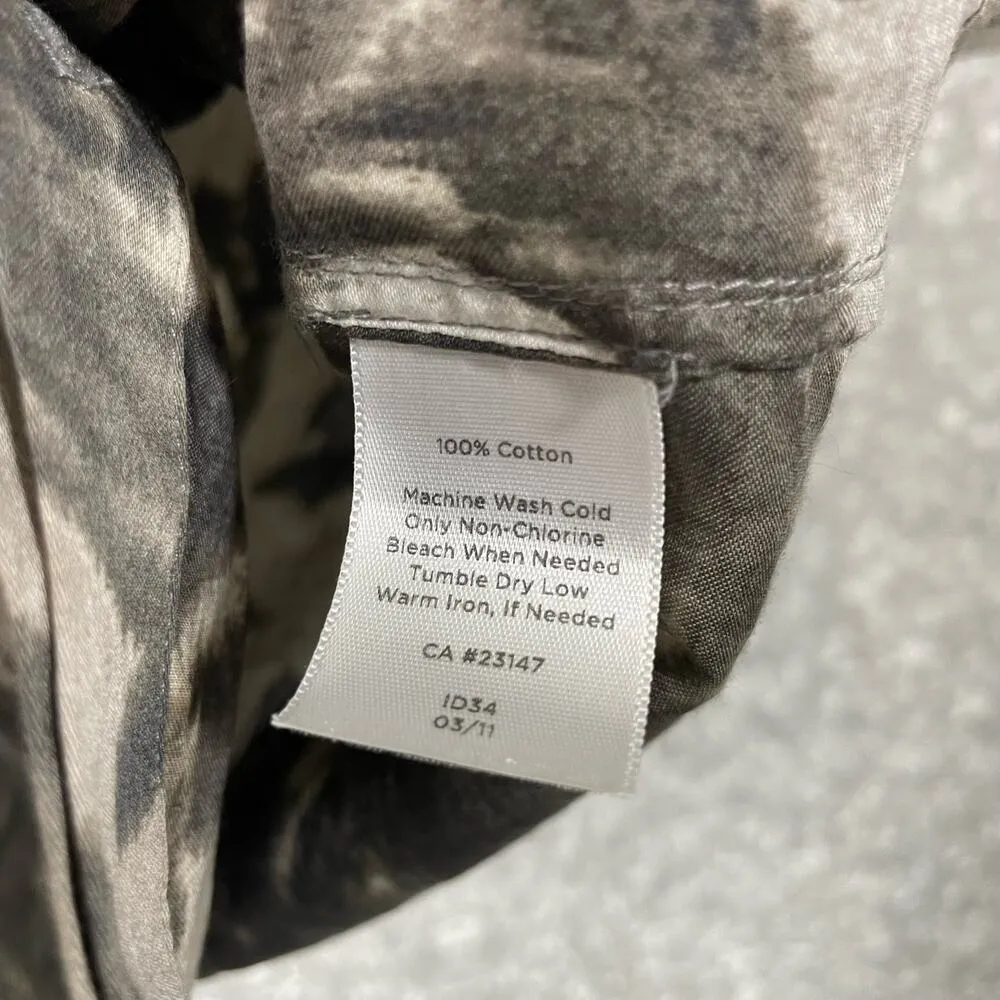 100% Cotton
Machine Wash Cold
Only Non-Chlorine
Bleach When Needed
Tumble Dry Low
Warm Iron, If Needed
CA #23147
ID34
03/11